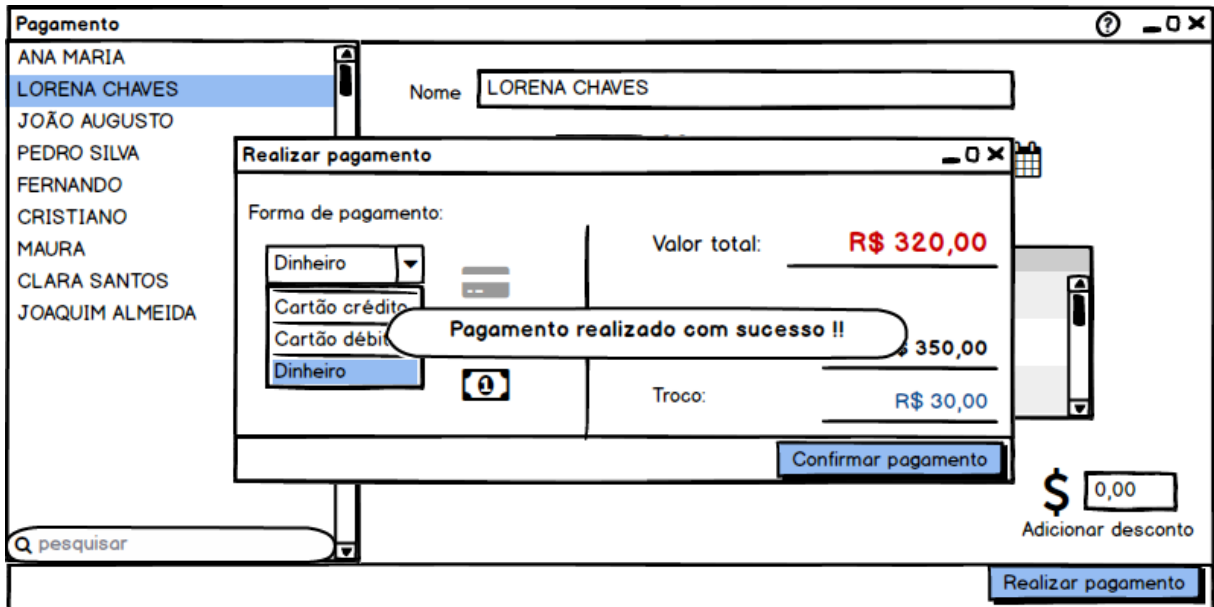 Pagamento
ANA MARIA
LORENA CHAVES
JOÃO AUGUSTO
PEDRO SILVA
FERNANDO
CRISTIANO
MAURA
CLARA SANTOS
JOAQUIM ALMEIDA
pesquisar
Nome LORENA CHAVES
Realizar pagamento
Forma de pagamento:
Dinheiro
Cartão crédito
Dinheiro
Cartão
Pagamento realizado com sucesso !!
Valor total: R$ 320,00
350,00
Troco: R$ 30,00
Confirmar pagamento
$ 0,00
Adicionar desconto
Realizar pagamento